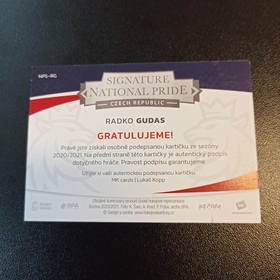 NPS-RG
SIGNATURE
NATIONAL PRIDE
CZECH REPUBLIC
RADKO GUDAS
GRATULUJEME!
Právě jste získali osobně podepsanou kartičku ze sezóny
2020/2021. Na přední straně této kartičky je autentický podpis
dotyčného hráče. Pravost podpisu garantujeme.
Užijte si vaši autentickou podepsanou kartičku.
MK cards | Lukáš Kopp
BPA